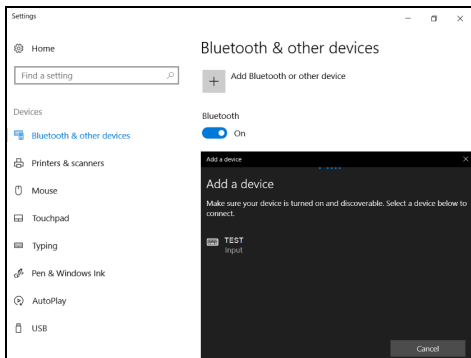 Settings
Home
Find a setting
Devices
Bluetooth & other devices
Printers & scanners
Mouse
Touchpad
Typing
Pen & Windows Ink
AutoPlay
USB
Bluetooth & other devices
Add Bluetooth or other device
Bluetooth
On
Add a device
Add a device
Make sure your device is turned on and discoverable. Select a device below to
connect.
TEST
Input
Cancel